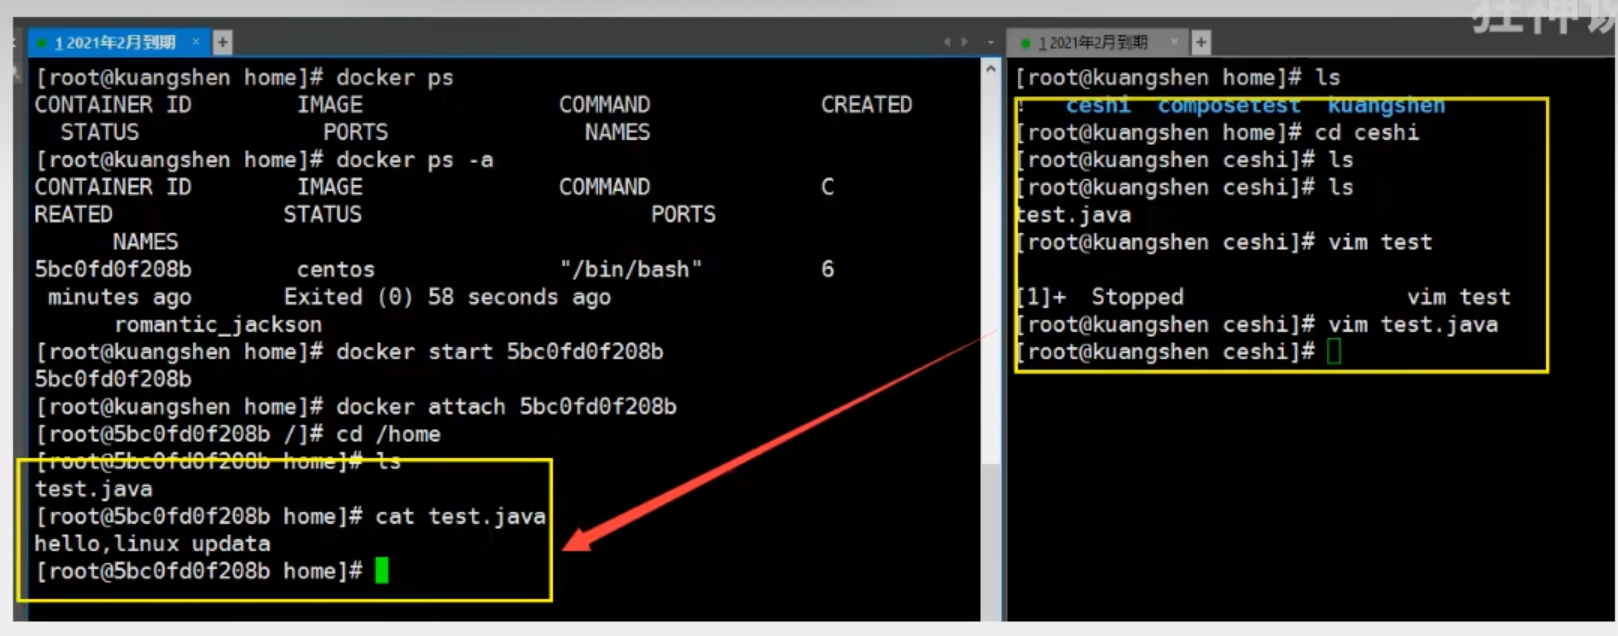 狂神说
1 2021年2月到期 × +
[root@kuangshen home]# docker ps
CONTAINER ID        IMAGE               COMMAND             CREATED
  STATUS              PORTS               NAMES
[root@kuangshen home]# docker ps -a
CONTAINER ID        IMAGE               COMMAND             C
REATED             STATUS                      PORTS
      NAMES
5bc0fd0f208b        centos              "/bin/bash"         6
 minutes ago       Exited (0) 58 seconds ago
      romantic_jackson
[root@kuangshen home]# docker start 5bc0fd0f208b
5bc0fd0f208b
[root@kuangshen home]# docker attach 5bc0fd0f208b
[root@5bc0fd0f208b /]# cd /home
[root@5bc0fd0f208b home]# ls
test.java
[root@5bc0fd0f208b home]# cat test.java
hello,linux updata
[root@5bc0fd0f208b home]#
1 2021年2月到期 × +
[root@kuangshen home]# ls
!   ceshi  composetest  kuangshen
[root@kuangshen home]# cd ceshi
[root@kuangshen ceshi]# ls
[root@kuangshen ceshi]# ls
test.java
[root@kuangshen ceshi]# vim test
[1]+  Stopped                 vim test
[root@kuangshen ceshi]# vim test.java
[root@kuangshen ceshi]#